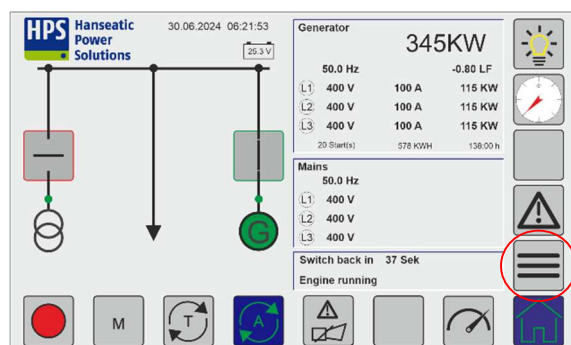 HPS Hanseatic Power Solutions
30.06.2024 06:21:53
25.3 V
Generator
345KW
50.0 Hz -0.80 LF
L1 400 V 100 A 115 KW
L2 400 V 100 A 115 KW
L3 400 V 100 A 115 KW
20 Start(s) 578 KWH 138:00 h
Mains
50.0 Hz
L1 400 V
L2 400 V
L3 400 V
Switch back in 37 Sek
Engine running
G
M
T
A